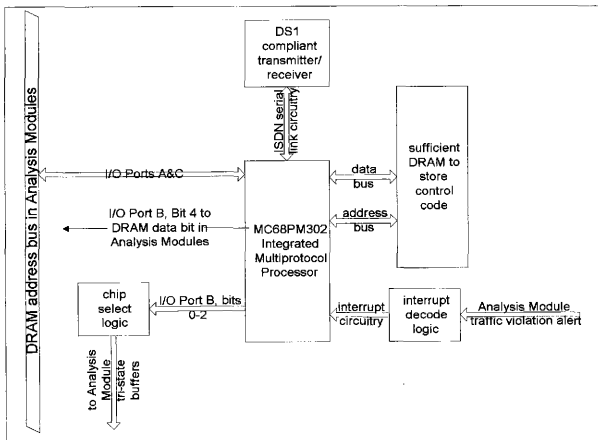 DS1
compliant
transmitter/
receiver
ISDN serial
link circuitry
DRAM address bus in Analysis Modules
I/O Ports A&C
data
bus
sufficient
DRAM to
store
control
code
I/O Port B, Bit 4 to
DRAM data bit in
Analysis Modules
MC68PM302
Integrated
Multiprotocol
Processor
address
bus
chip
select
logic
I/O Port B, bits
0-2
interrupt
circuitry
interrupt
decode
logic
Analysis Module
traffic violation alert
to Analysis
Module
tri-state
buffers